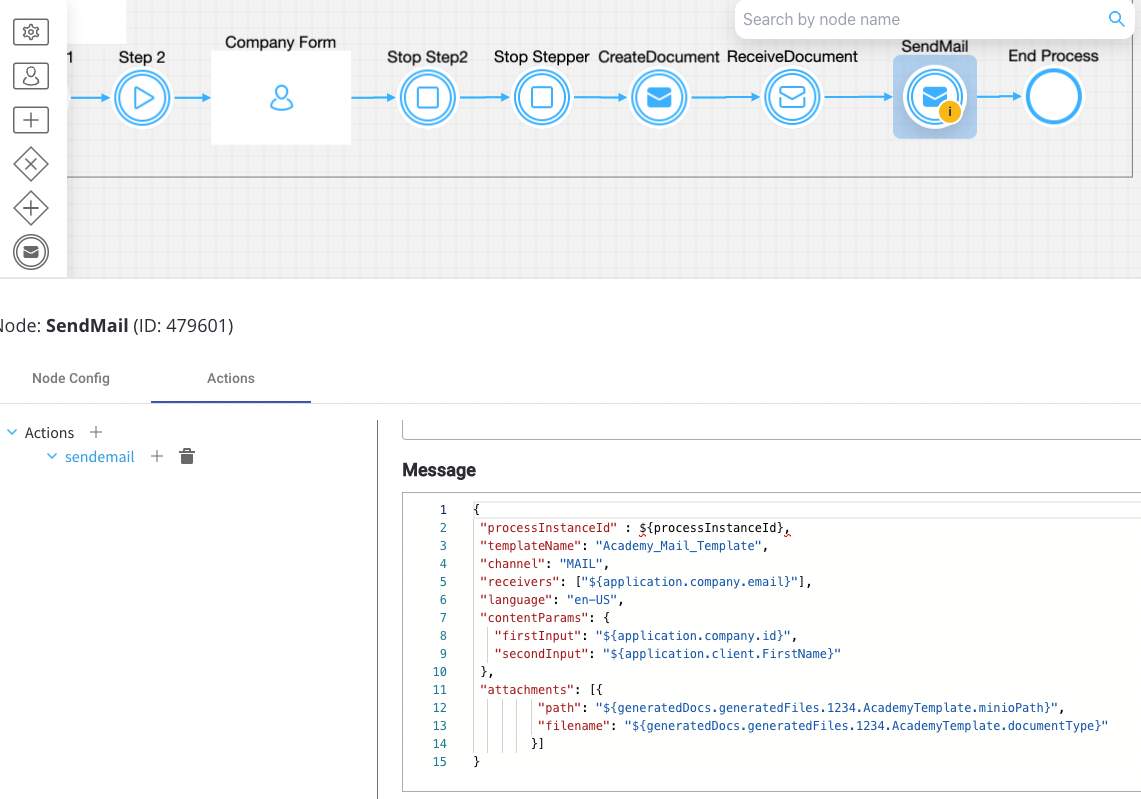 Search by node name
1
Step 2
Company Form
Stop Step2
Stop Stepper
CreateDocument
ReceiveDocument
SendMail
End Process
i
Node: SendMail (ID: 479601)
Node Config
Actions
Actions
sendemail
Message
1 {
2 "processInstanceId" : ${processInstanceId},
3 "templateName": "Academy_Mail_Template",
4 "channel": "MAIL",
5 "receivers": ["${application.company.email}"],
6 "language": "en-US",
7 "contentParams": {
8 "firstInput": "${application.company.id}",
9 "secondInput": "${application.client.FirstName}"
10 },
11 "attachments": [{
12 "path": "${generatedDocs.generatedFiles.1234.AcademyTemplate.minioPath}",
13 "filename": "${generatedDocs.generatedFiles.1234.AcademyTemplate.documentType}"
14 }]
15 }